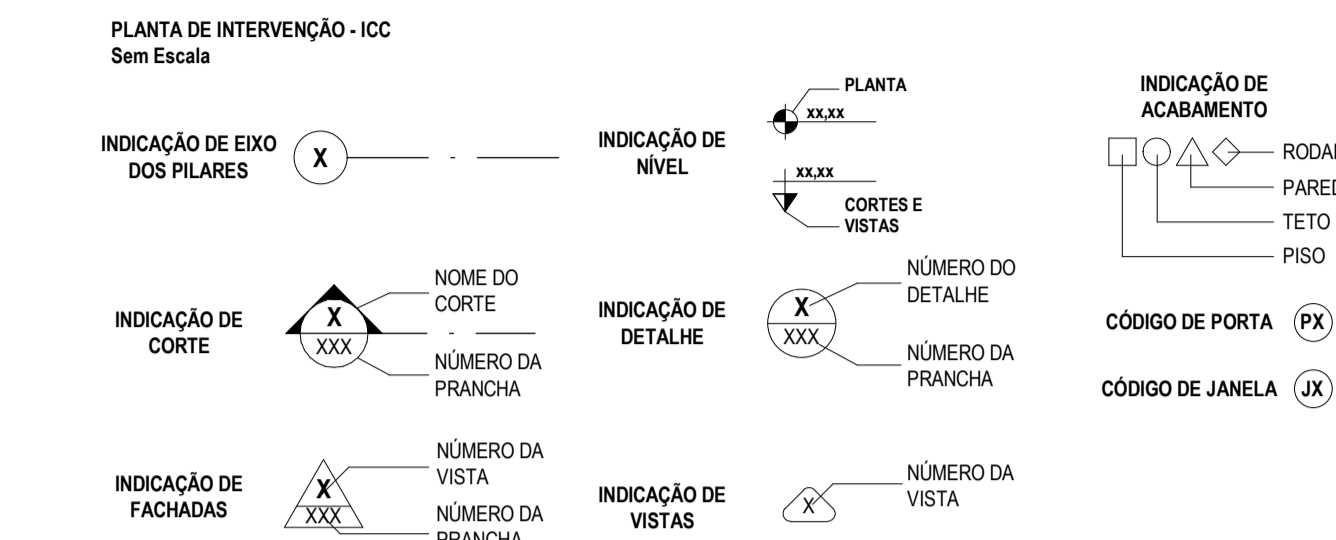 PLANTA DE INTERVENÇÃO - ICC
Sem Escala
INDICAÇÃO DE EIXO
DOS PILARES
X
INDICAÇÃO DE
NÍVEL
PLANTA
xx,xx
xx,xx
CORTES E
VISTAS
INDICAÇÃO DE
ACABAMENTO
TETO
PISO
INDICAÇÃO DE
CORTE
X
XXX
NOME DO
CORTE
NÚMERO DA
PRANCHA
INDICAÇÃO DE
DETALHE
X
XXX
NÚMERO DO
DETALHE
NÚMERO DA
PRANCHA
CÓDIGO DE PORTA PX
CÓDIGO DE JANELA JX
INDICAÇÃO DE
FACHADAS
X
XXX
NÚMERO DA
VISTA
NÚMERO DA
PRANCHA
INDICAÇÃO DE
VISTAS
X
NÚMERO DA
VISTA